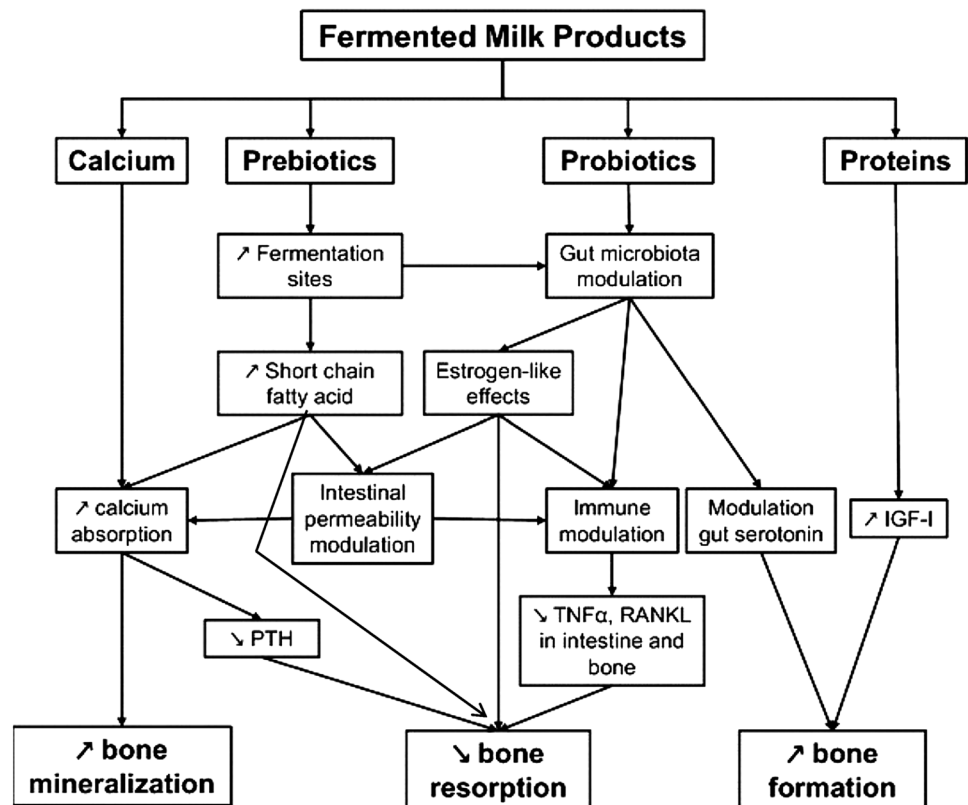 Fermented Milk Products
Calcium
Prebiotics
Probiotics
Proteins
↗ Fermentation
sites
Gut microbiota
modulation
↗ Short chain
fatty acid
Estrogen-like
effects
↗ calcium
absorption
Intestinal
permeability
modulation
Immune
modulation
Modulation
gut serotonin
↗ IGF-I
↘ PTH
↘ TNFα, RANKL
in intestine and
bone
↗ bone
mineralization
↘ bone
resorption
↗ bone
formation